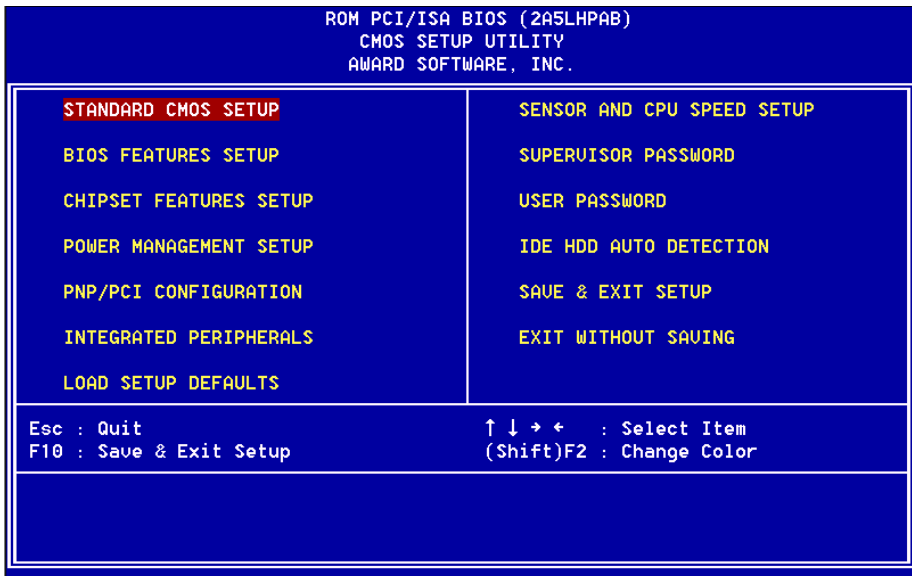 ROM PCI/ISA BIOS (2A5LHPAB)
CMOS SETUP UTILITY
AWARD SOFTWARE, INC.
STANDARD CMOS SETUP
BIOS FEATURES SETUP
CHIPSET FEATURES SETUP
POWER MANAGEMENT SETUP
PNP/PCI CONFIGURATION
INTEGRATED PERIPHERALS
LOAD SETUP DEFAULTS
SENSOR AND CPU SPEED SETUP
SUPERVISOR PASSWORD
USER PASSWORD
IDE HDD AUTO DETECTION
SAVE & EXIT SETUP
EXIT WITHOUT SAVING
Esc : Quit
F10 : Save & Exit Setup
↑ ↓ → ← : Select Item
(Shift)F2 : Change Color